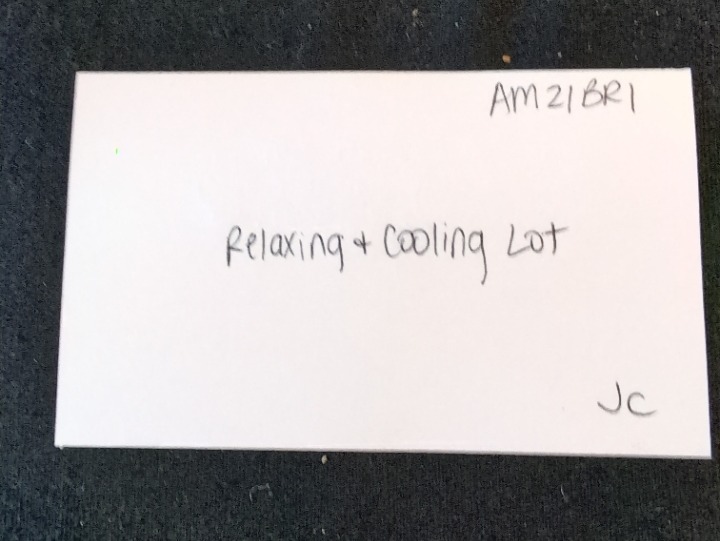 AM21BR1
Relaxing + Cooling Lot
JC